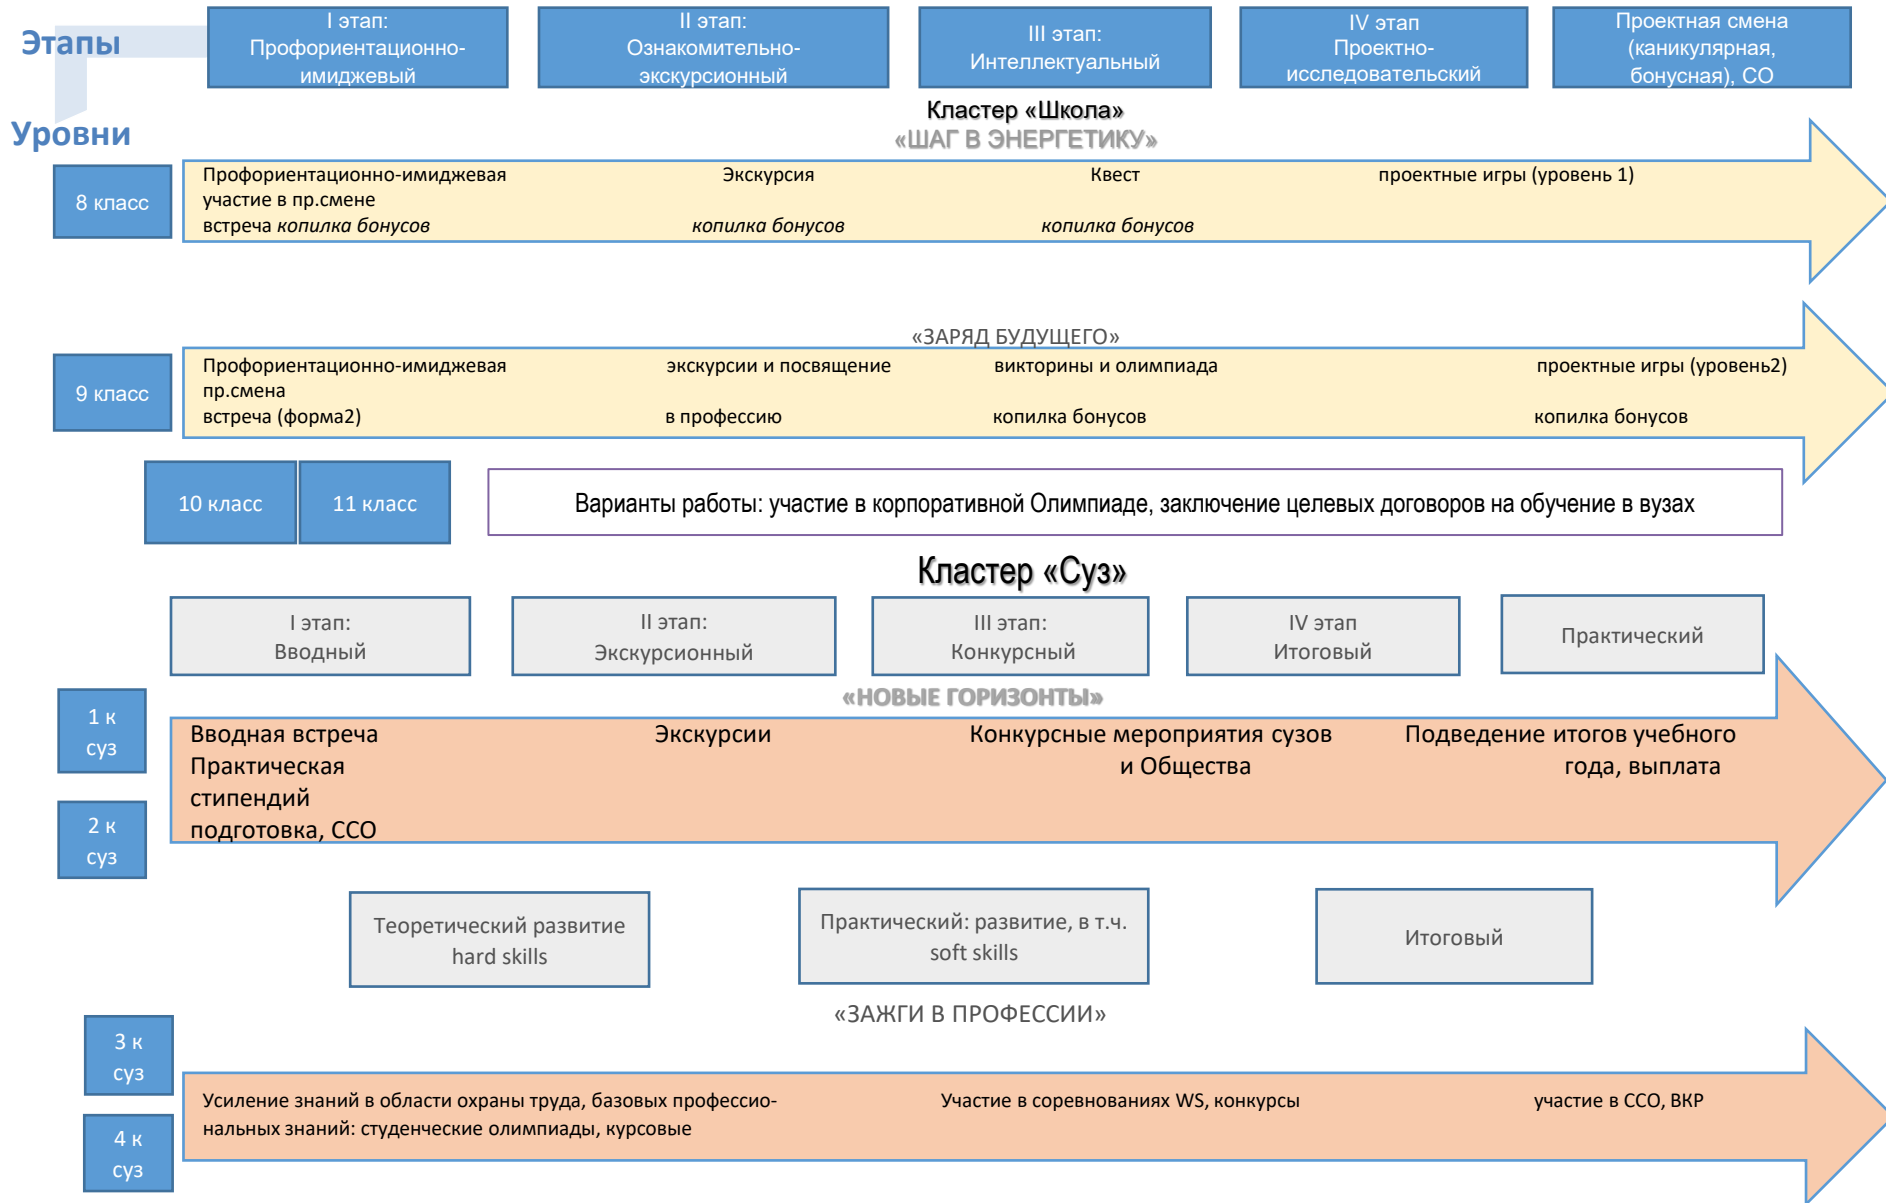 Этапы
I этап:
Профориентационно-
имиджевый
II этап:
Ознакомительно-
экскурсионный
III этап:
Интеллектуальный
IV этап
Проектно-
исследовательский
Проектная смена
(каникулярная,
бонусная), СО
Уровни
Кластер «Школа»
«ШАГ В ЭНЕРГЕТИКУ»
8 класс
Профориентационно-имиджевая Экскурсия Квест проектные игры (уровень 1)
участие в пр.смене
встреча копилка бонусов копилка бонусов копилка бонусов
«ЗАРЯД БУДУЩЕГО»
9 класс
Профориентационно-имиджевая экскурсии и посвящение викторины и олимпиада проектные игры (уровень2)
пр.смена
встреча (форма2) в профессию копилка бонусов копилка бонусов
10 класс
11 класс
Варианты работы: участие в корпоративной Олимпиаде, заключение целевых договоров на обучение в вузах
Кластер «Суз»
I этап:
Вводный
II этап:
Экскурсионный
III этап:
Конкурсный
IV этап
Итоговый
Практический
«НОВЫЕ ГОРИЗОНТЫ»
1 к
суз
2 к
суз
Вводная встреча Экскурсии Конкурсные мероприятия сузов Подведение итогов учебного
Практическая и Общества года, выплата
стипендий
подготовка, ССО
Теоретический развитие
hard skills
Практический: развитие, в т.ч.
soft skills
Итоговый
«ЗАЖГИ В ПРОФЕССИИ»
3 к
суз
4 к
суз
Усиление знаний в области охраны труда, базовых профессио- Участие в соревнованиях WS, конкурсы участие в ССО, ВКР
нальных знаний: студенческие олимпиады, курсовые